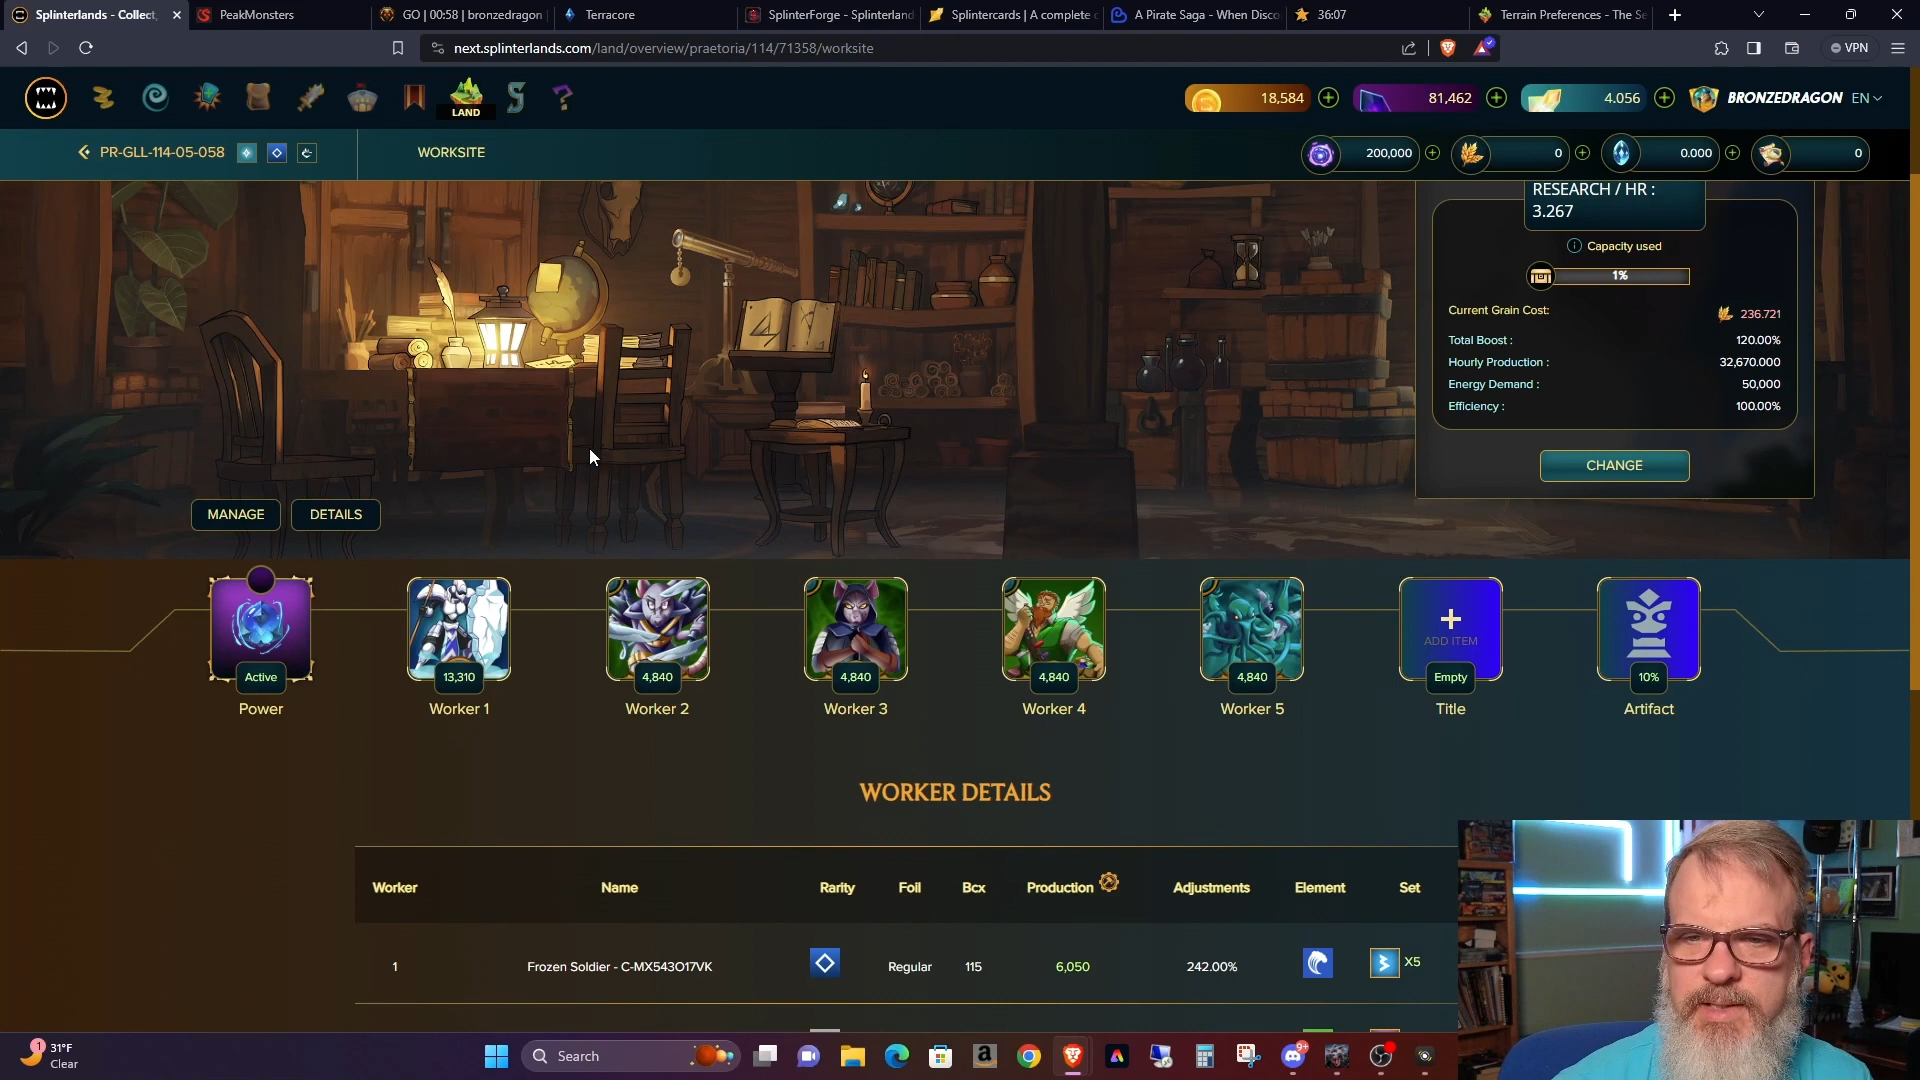 Splinterlands - Collect,
PeakMonsters
GO | 00:58 | bronzedragon
Terracore
SplinterForge - Splinterland
Splintercards | A complete c
A Pirate Saga - When Disco
36:07
Terrain Preferences - The Se
next.splinterlands.com/land/overview/praetoria/114/71358/worksite
VPN
LAND
18,584
81,462
4.056
BRONZEDRAGON
EN
PR-GLL-114-05-058
WORKSITE
200,000
0
0.000
0
RESEARCH / HR :
3.267
Capacity used
1%
Current Grain Cost:
236.721
Total Boost :
120.00%
Hourly Production :
32,670.000
Energy Demand :
50,000
Efficiency :
100.00%
CHANGE
MANAGE
DETAILS
ADD ITEM
Active
13,310
4,840
4,840
4,840
4,840
Empty
10%
Power
Worker 1
Worker 2
Worker 3
Worker 4
Worker 5
Title
Artifact
WORKER DETAILS
Worker
Name
Rarity
Foil
Bcx
Production
Adjustments
Element
Set
1
Frozen Soldier - C-MX543O17VK
Regular
115
6,050
242.00%
X5
1
31°F
Clear
Search
9+